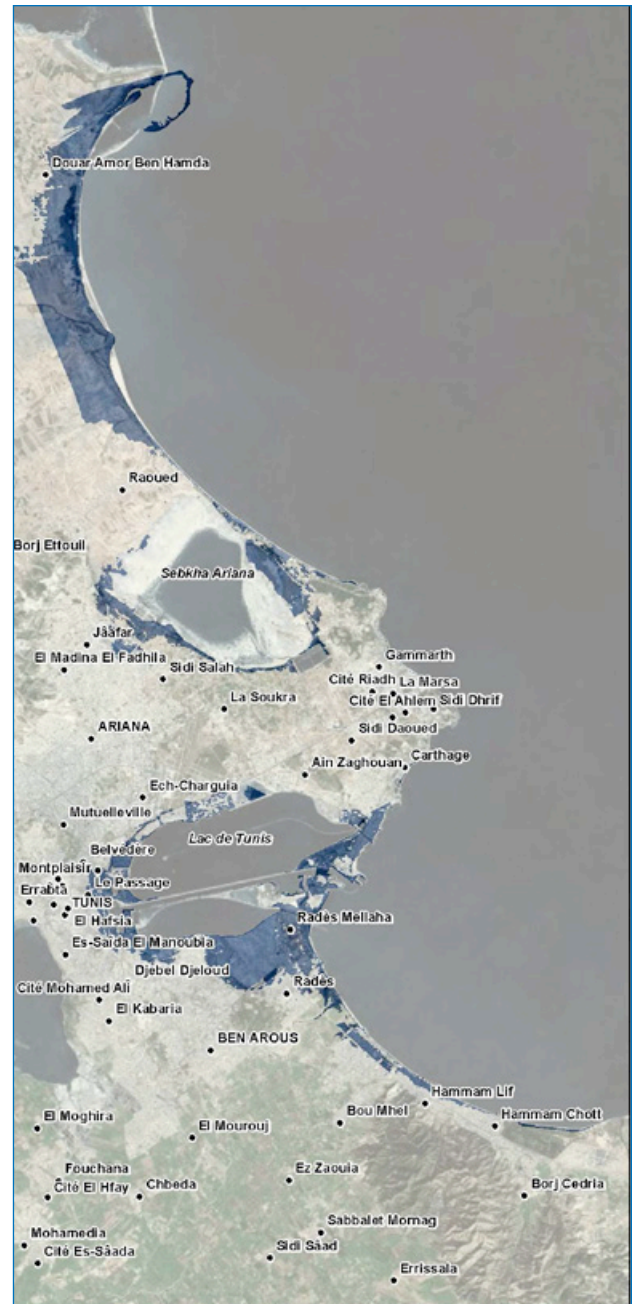 Douar Amor Ben Hamda
Raoued
Borj Ettouil
Sebkha Ariana
Jââfar
El Madina El Fadhila
Sidi Salah
Gammarth
Cité Riadh
La Marsa
La Soukra
Cité El Ahlem
Sidi Dhrif
Sidi Daoued
ARIANA
Ain Zaghouan
Carthage
Ech-Charguia
Mutuelleville
Lac de Tunis
Belvédère
Montplaisir
Le Passage
Errabta
TUNIS
El Hafsia
Radès Mellaha
Es-Saida El Manoubia
Djebel Djeloud
Cité Mohamed Ali
Radès
El Kabaria
BEN AROUS
Hammam Lif
El Moghira
Bou Mhel
Hammam Chott
El Mourouj
Fouchana
Ez Zaouia
Cité El Hfay
Chbeda
Borj Cedria
Sabbalet Mornag
Mohamedia
Sidi Sâad
Cité Es-Sâada
Errissala